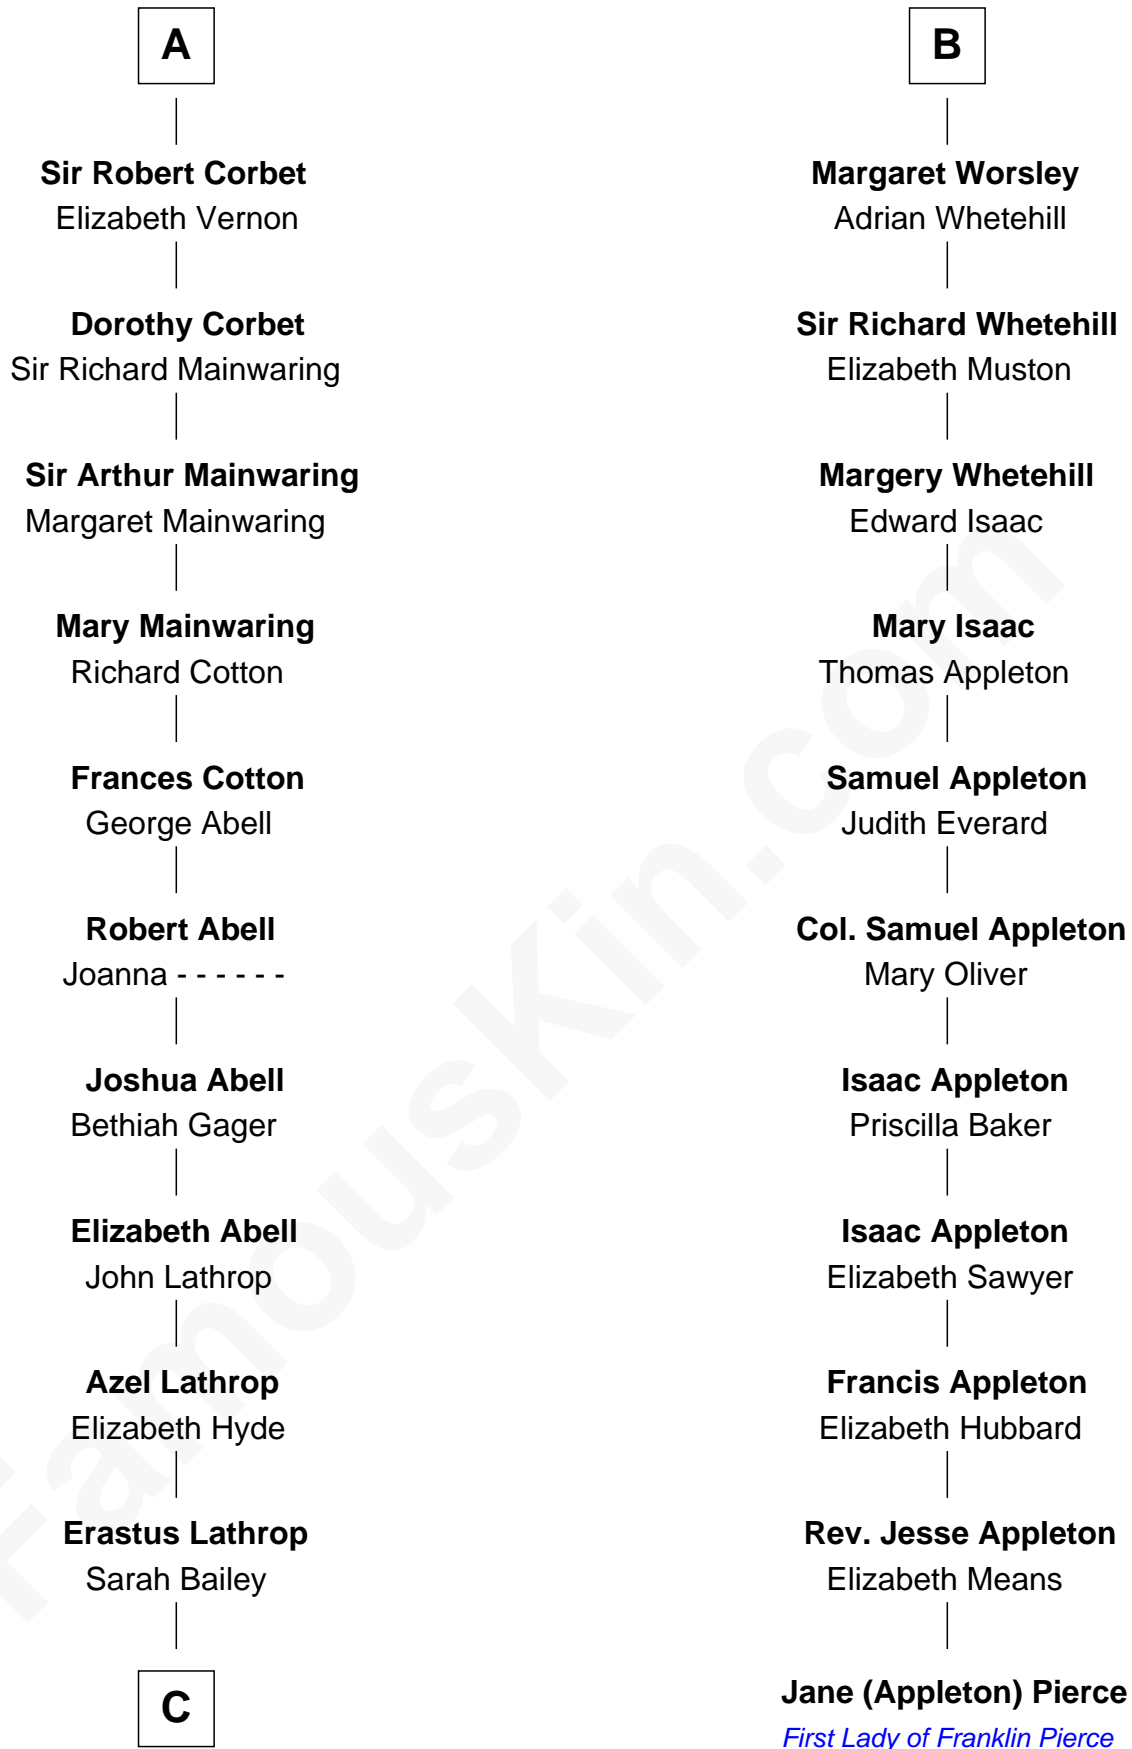 A
Sir Robert Corbet
Elizabeth Vernon
Dorothy Corbet
Sir Richard Mainwaring
Sir Arthur Mainwaring
Margaret Mainwaring
Mary Mainwaring
Richard Cotton
Frances Cotton
George Abell
Robert Abell
Joanna - - - - - -
Joshua Abell
Bethiah Gager
Elizabeth Abell
John Lathrop
Azel Lathrop
Elizabeth Hyde
Erastus Lathrop
Sarah Bailey
C
B
Margaret Worsley
Adrian Whetehill
Sir Richard Whetehill
Elizabeth Muston
Margery Whetehill
Edward Isaac
Mary Isaac
Thomas Appleton
Samuel Appleton
Judith Everard
Col. Samuel Appleton
Mary Oliver
Isaac Appleton
Priscilla Baker
Isaac Appleton
Elizabeth Sawyer
Francis Appleton
Elizabeth Hubbard
Rev. Jesse Appleton
Elizabeth Means
Jane (Appleton) Pierce
First Lady of Franklin Pierce
FamousKin.com